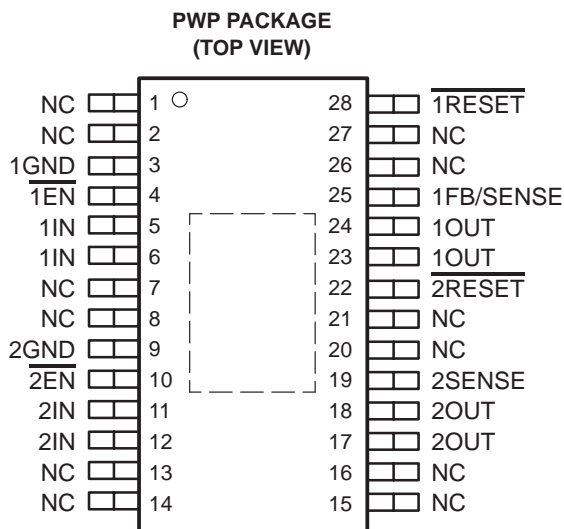 PWP PACKAGE
(TOP VIEW)
NC 1 28 1RESET
NC 2 27 NC
1GND 3 26 NC
1EN 4 25 1FB/SENSE
1IN 5 24 1OUT
1IN 6 23 1OUT
NC 7 22 2RESET
NC 8 21 NC
2GND 9 20 NC
2EN 10 19 2SENSE
2IN 11 18 2OUT
2IN 12 17 2OUT
NC 13 16 NC
NC 14 15 NC